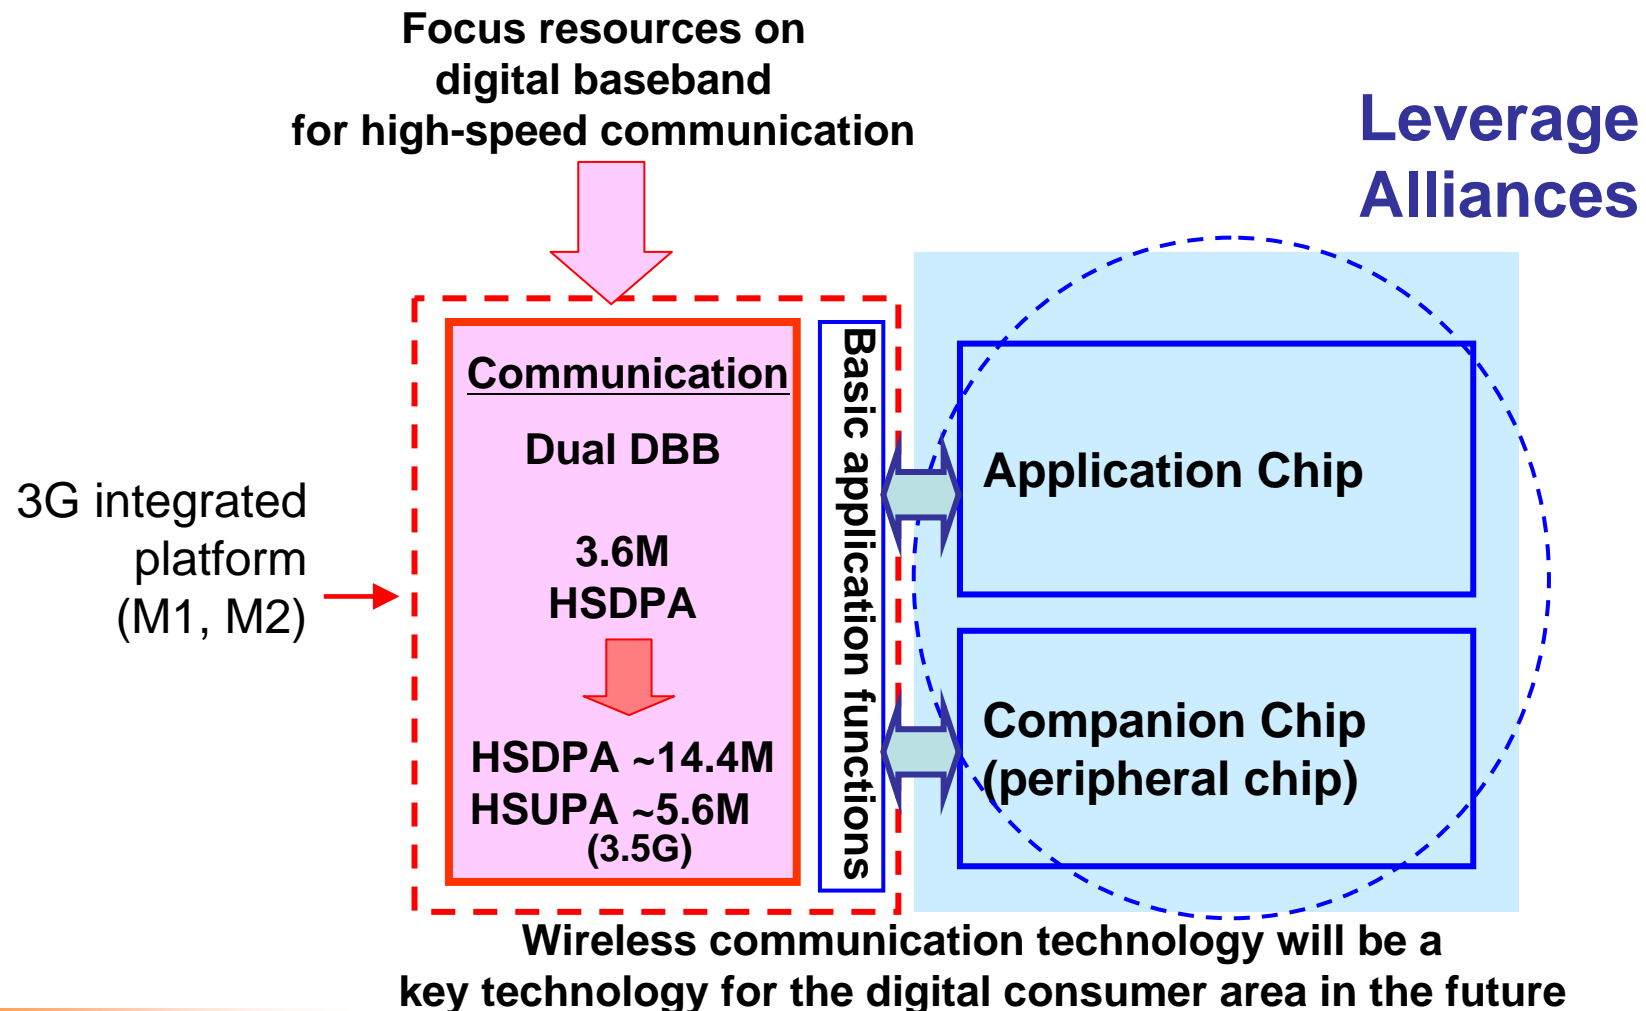 Focus resources on
digital baseband
for high-speed communication
Leverage
Alliances
3G integrated
platform
(M1, M2)
Communication
Dual DBB
3.6M
HSDPA
HSDPA ~14.4M
HSUPA ~5.6M
(3.5G)
Basic application functions
Application Chip
Companion Chip
(peripheral chip)
Wireless communication technology will be a
key technology for the digital consumer area in the future